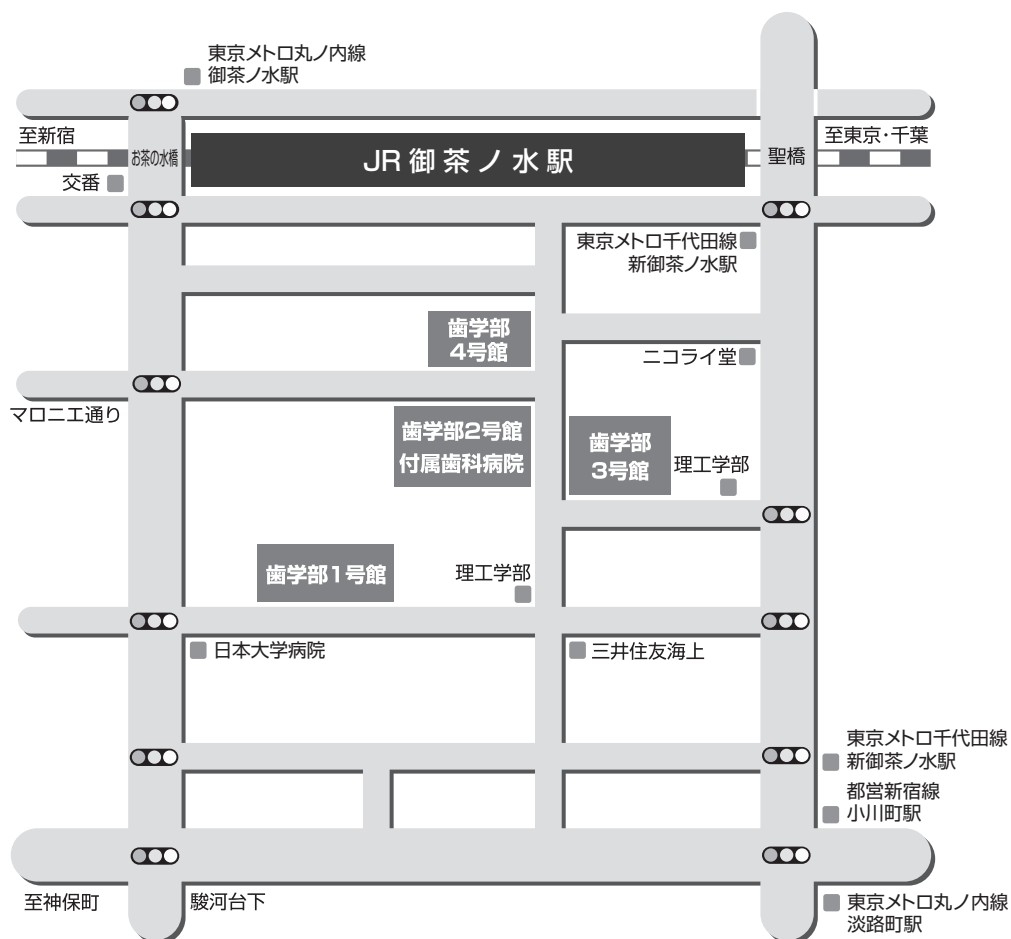 東京メトロ丸ノ内線
御茶ノ水駅
至新宿
お茶の水橋
JR御茶ノ水駅
聖橋
至東京・千葉
交番
東京メトロ千代田線
新御茶ノ水駅
歯学部
4号館
ニコライ堂
マロニエ通り
歯学部2号館
付属歯科病院
歯学部
3号館
理工学部
歯学部1号館
理工学部
日本大学病院
三井住友海上
東京メトロ千代田線
新御茶ノ水駅
都営新宿線
小川町駅
至神保町
駿河台下
東京メトロ丸ノ内線
淡路町駅